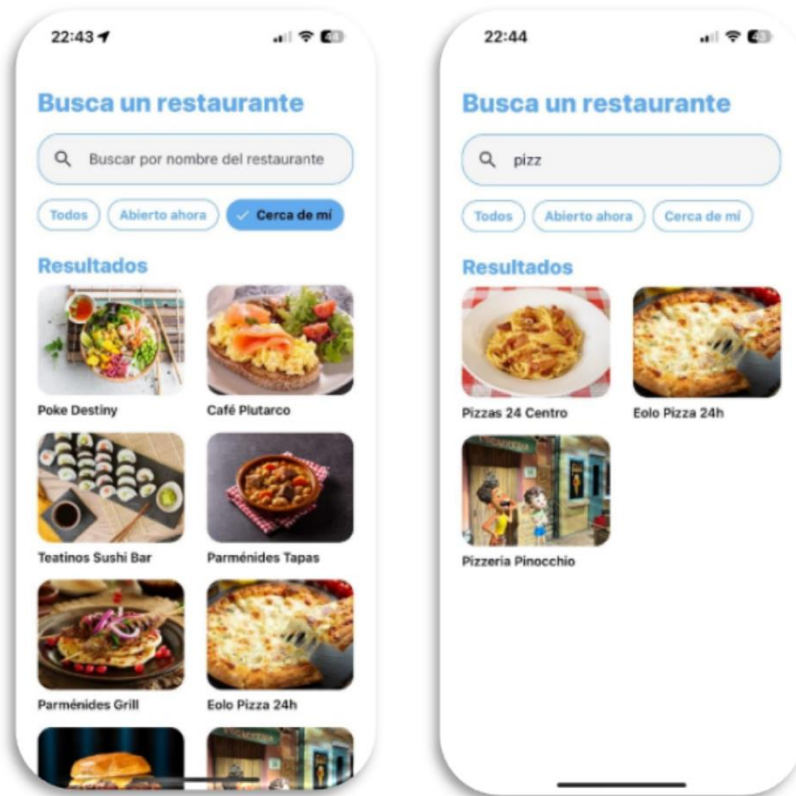 22:43
Busca un restaurante
Buscar por nombre del restaurante
Todos
Abierto ahora
Cerca de mí
Resultados
Poke Destiny
Café Plutarco
Teatinos Sushi Bar
Parménides Tapas
Parménides Grill
Eolo Pizza 24h
22:44
Busca un restaurante
pizz
Todos
Abierto ahora
Cerca de mí
Resultados
Pizzas 24 Centro
Eolo Pizza 24h
Pizzeria Pinocchio